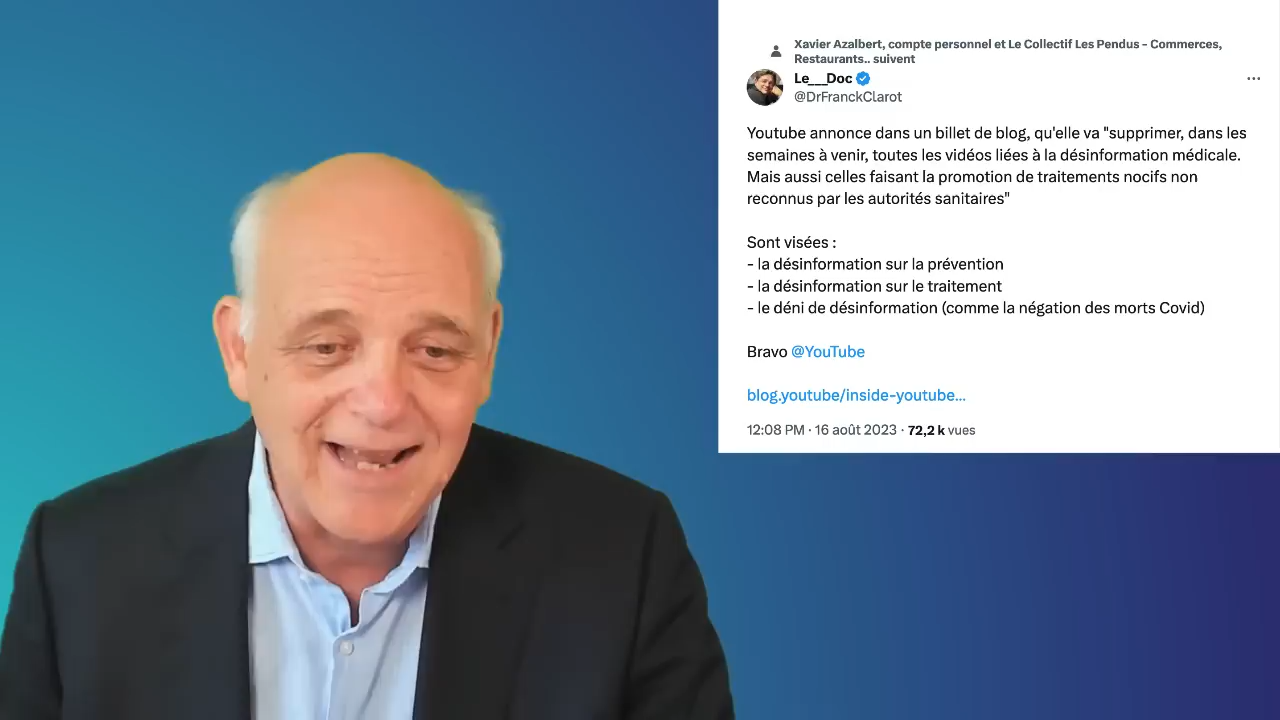 Xavier Azalbert, compte personnel et Le Collectif Les Pendus - Commerces,
Restaurants.. suivent
Le___Doc
@DrFranckClarot
Youtube annonce dans un billet de blog, qu'elle va "supprimer, dans les
semaines à venir, toutes les vidéos liées à la désinformation médicale.
Mais aussi celles faisant la promotion de traitements nocifs non
reconnus par les autorités sanitaires"
Sont visées :
- la désinformation sur la prévention
- la désinformation sur le traitement
- le déni de désinformation (comme la négation des morts Covid)
Bravo @YouTube
blog.youtube/inside-youtube...
12:08 PM · 16 août 2023 · 72,2 k vues